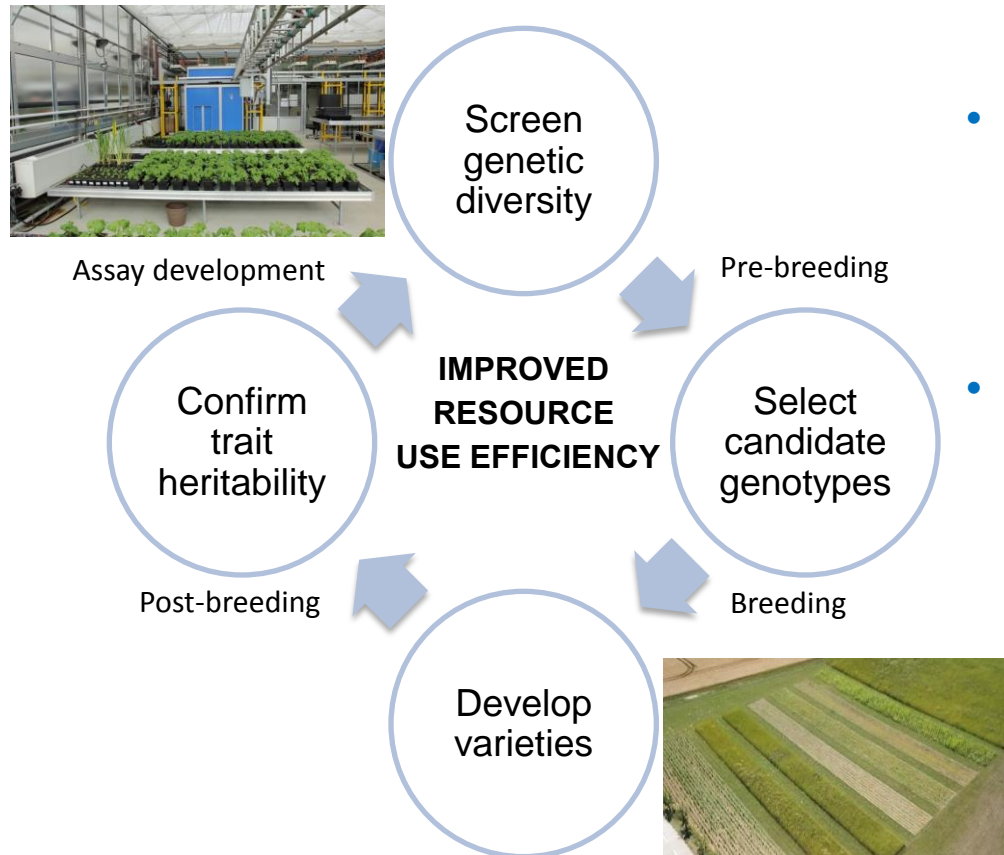 Screen
genetic
diversity
Assay development
Pre-breeding
Confirm
trait
heritability
IMPROVED
RESOURCE
USE EFFICIENCY
Select
candidate
genotypes
Post-breeding
Breeding
Develop
varieties